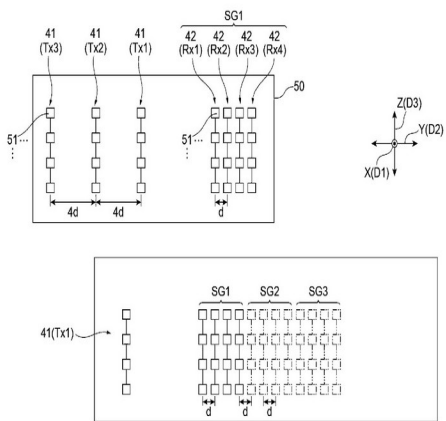 SG1
41 41 41 42 42 42 42
(Tx3) (Tx2) (Tx1) (Rx1) (Rx2) (Rx3) (Rx4)
50
51 ··· 51 ···
4d 4d d
Z(D3)
Y(D2)
X(D1)
SG1 SG2 SG3
41(Tx1)
d d d